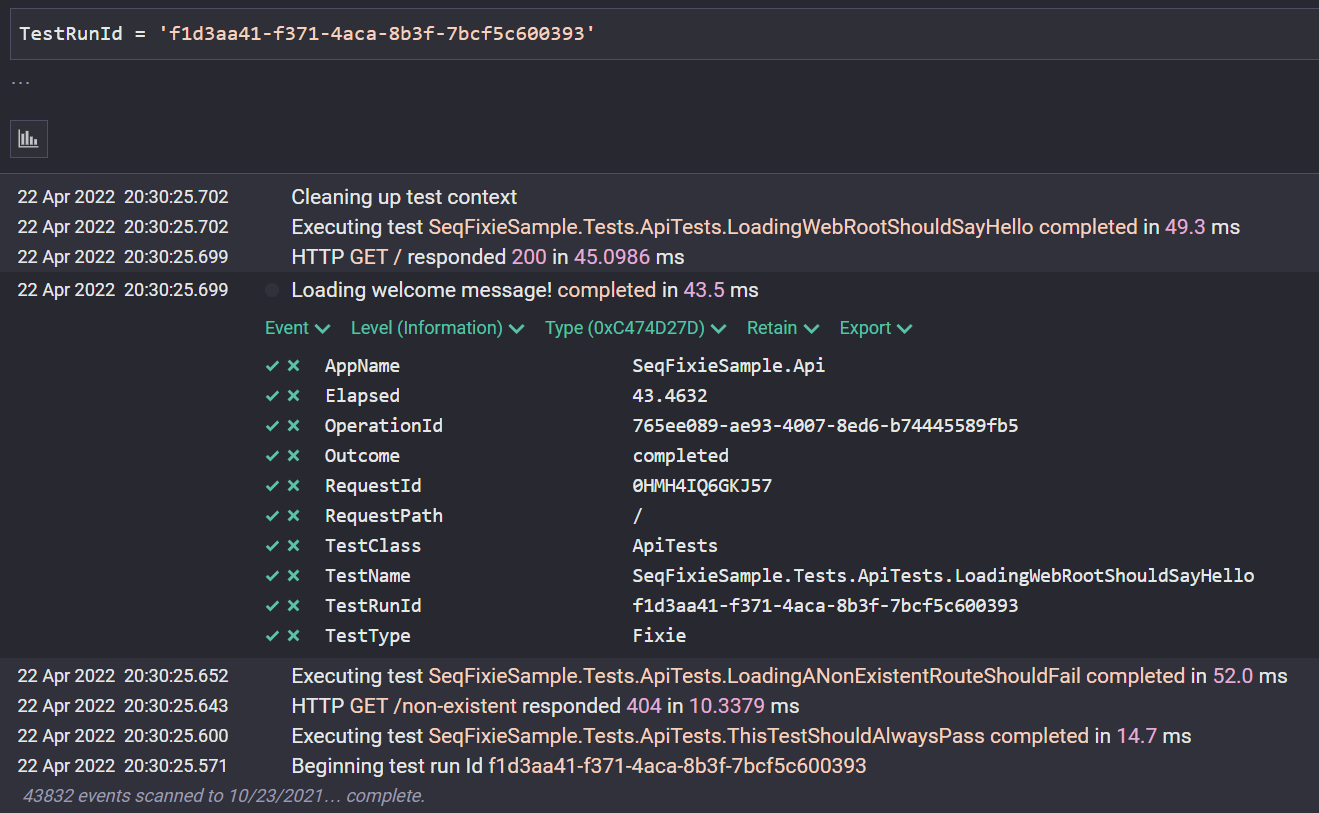 TestRunId = 'f1d3aa41-f371-4aca-8b3f-7bcf5c600393'
...
22 Apr 2022 20:30:25.702 Cleaning up test context
22 Apr 2022 20:30:25.702 Executing test SeqFixieSample.Tests.ApiTests.LoadingWebRootShouldSayHello completed in 49.3 ms
22 Apr 2022 20:30:25.699 HTTP GET / responded 200 in 45.0986 ms
22 Apr 2022 20:30:25.699 Loading welcome message! completed in 43.5 ms
Event Level (Information) Type (0xC474D27D) Retain Export
AppName SeqFixieSample.Api
Elapsed 43.4632
OperationId 765ee089-ae93-4007-8ed6-b74445589fb5
Outcome completed
RequestId 0HMH4IQ6GKJ57
RequestPath /
TestClass ApiTests
TestName SeqFixieSample.Tests.ApiTests.LoadingWebRootShouldSayHello
TestRunId f1d3aa41-f371-4aca-8b3f-7bcf5c600393
TestType Fixie
22 Apr 2022 20:30:25.652 Executing test SeqFixieSample.Tests.ApiTests.LoadingANonExistentRouteShouldFail completed in 52.0 ms
22 Apr 2022 20:30:25.643 HTTP GET /non-existent responded 404 in 10.3379 ms
22 Apr 2022 20:30:25.600 Executing test SeqFixieSample.Tests.ApiTests.ThisTestShouldAlwaysPass completed in 14.7 ms
22 Apr 2022 20:30:25.571 Beginning test run Id f1d3aa41-f371-4aca-8b3f-7bcf5c600393
43832 events scanned to 10/23/2021… complete.